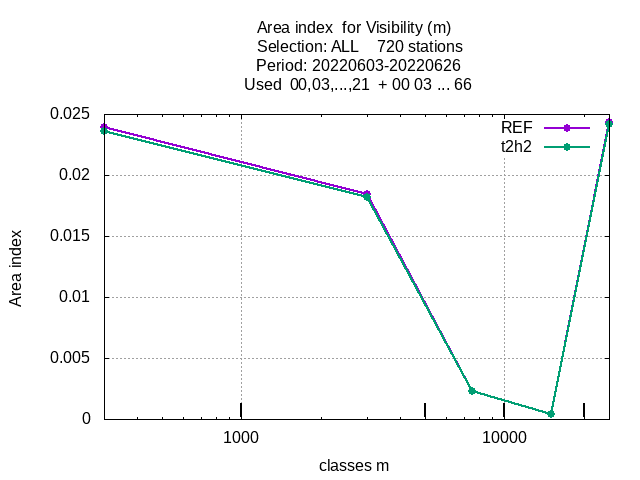 Area index  for Visibility (m)
Selection: ALL    720 stations
Period: 20220603-20220626
Used  00,03,...,21  + 00 03 ... 66
0.025
REF
t2h2
0.02
0.015
Area index
0.01
0.005
0
1000
10000
classes m